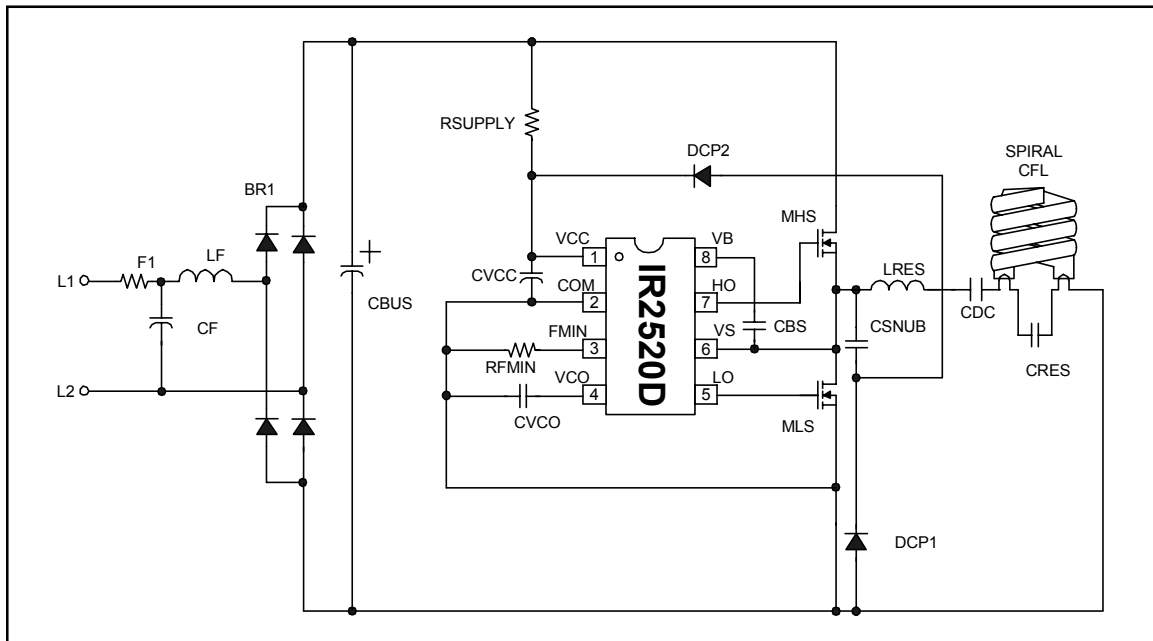 RSUPPLY
DCP2
SPIRAL
CFL
BR1
MHS
F1
LF
VCC
VB
1
8
L1
CVCC
COM
HO
LRES
2
7
CBUS
CF
IR2520D
FMIN
VS
CBS
CSNUB
CDC
3
6
RFMIN
CRES
L2
VCO
LO
4
5
CVCO
MLS
DCP1